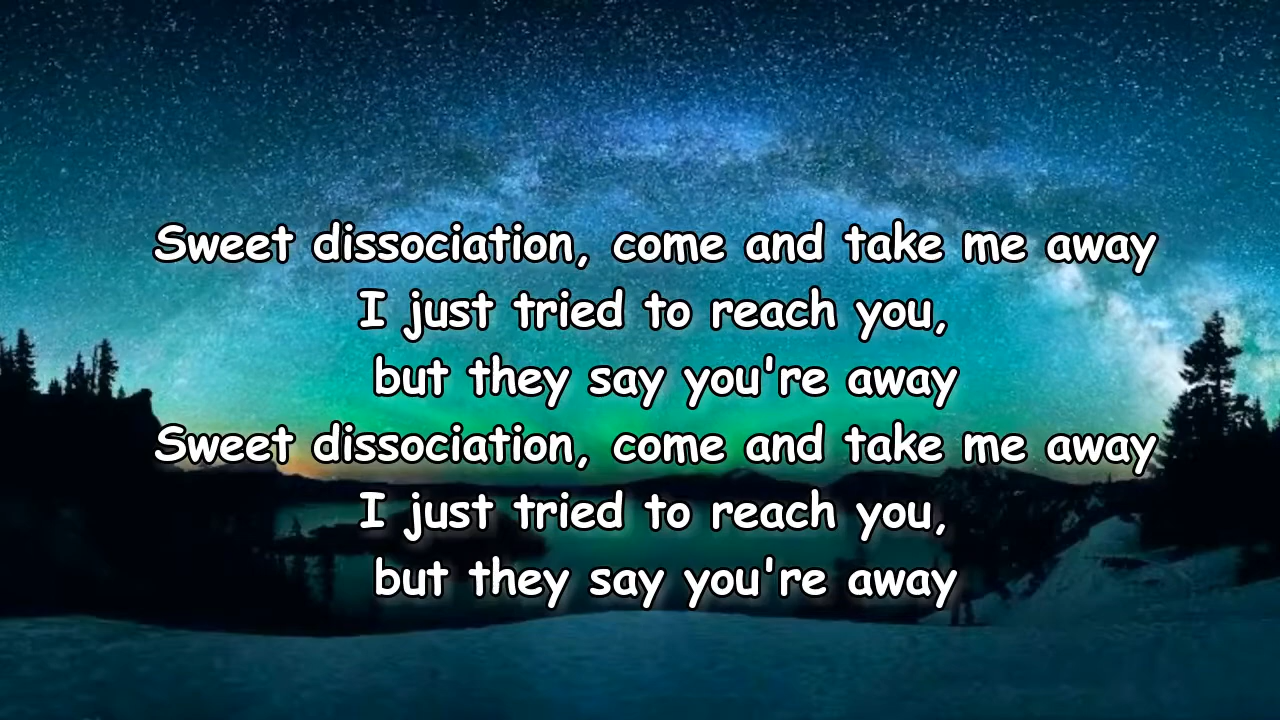 Sweet dissociation, come and take me away
I just tried to reach you,
but they say you're away
Sweet dissociation, come and take me away
I just tried to reach you,
but they say you're away